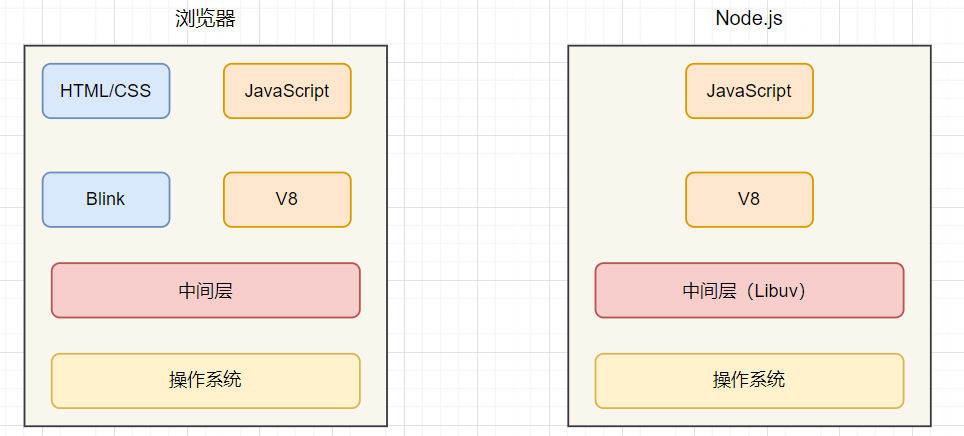 浏览器
Node.js
HTML/CSS
JavaScript
Blink
V8
中间层
操作系统
JavaScript
V8
中间层（Libuv）
操作系统